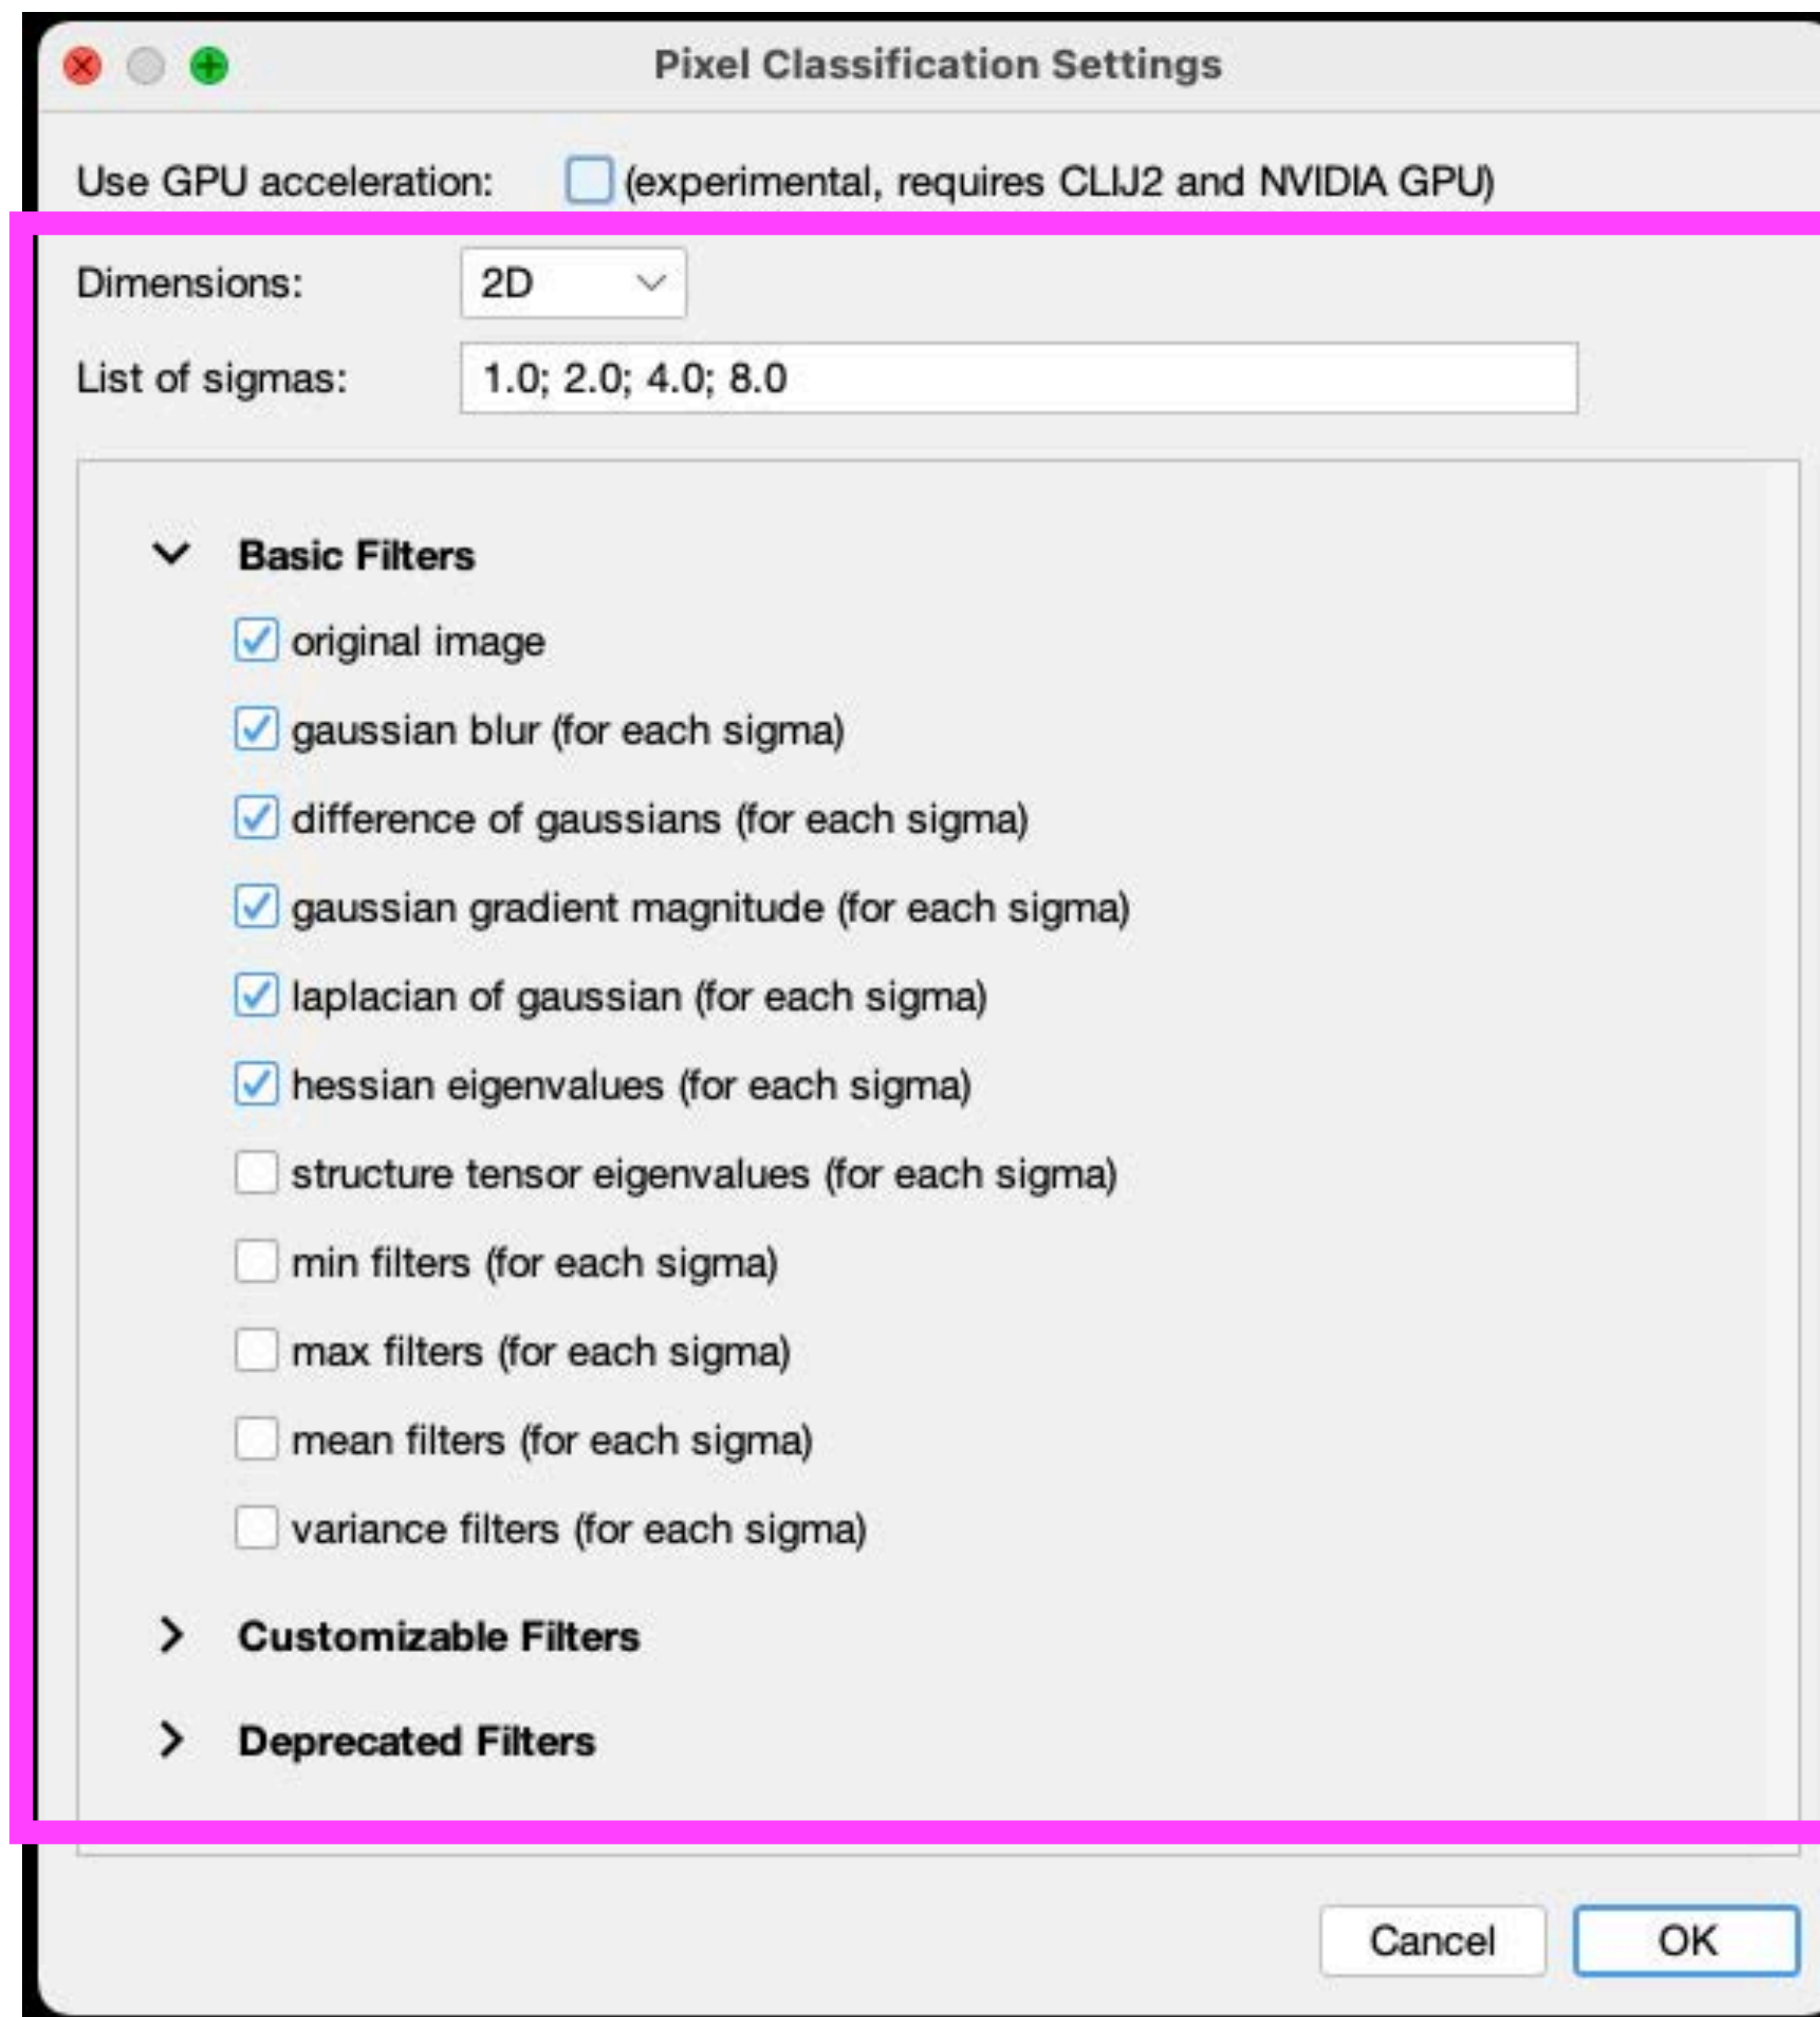 Pixel Classification Settings
Use GPU acceleration: (experimental, requires CLIJ2 and NVIDIA GPU)
Dimensions: 2D
List of sigmas: 1.0; 2.0; 4.0; 8.0
Basic Filters
original image
gaussian blur (for each sigma)
difference of gaussians (for each sigma)
gaussian gradient magnitude (for each sigma)
laplacian of gaussian (for each sigma)
hessian eigenvalues (for each sigma)
structure tensor eigenvalues (for each sigma)
min filters (for each sigma)
max filters (for each sigma)
mean filters (for each sigma)
variance filters (for each sigma)
Customizable Filters
Deprecated Filters
Cancel OK